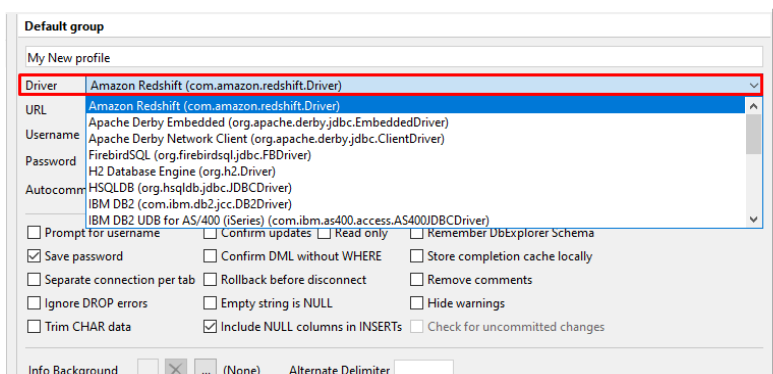 Default group
My New profile
Driver Amazon Redshift (com.amazon.redshift.Driver)
URL Amazon Redshift (com.amazon.redshift.Driver)
Apache Derby Embedded (org.apache.derby.jdbc.EmbeddedDriver)
Username Apache Derby Network Client (org.apache.derby.jdbc.ClientDriver)
Password FirebirdSQL (org.firebirdsql.jdbc.FBDriver)
H2 Database Engine (org.h2.Driver)
Autocomm HSQLDB (org.hsqldb.jdbc.JDBCDriver)
IBM DB2 (com.ibm.db2.jcc.DB2Driver)
IBM DB2 UDB for AS/400 (iSeries) (com.ibm.as400.access.AS400JDBCDriver)
Prompt for username Confirm updates Read only Remember DbExplorer Schema
Save password Confirm DML without WHERE Store completion cache locally
Separate connection per tab Rollback before disconnect Remove comments
Ignore DROP errors Empty string is NULL Hide warnings
Trim CHAR data Include NULL columns in INSERTs Check for uncommitted changes
Info Background ... (None) Alternate Delimiter